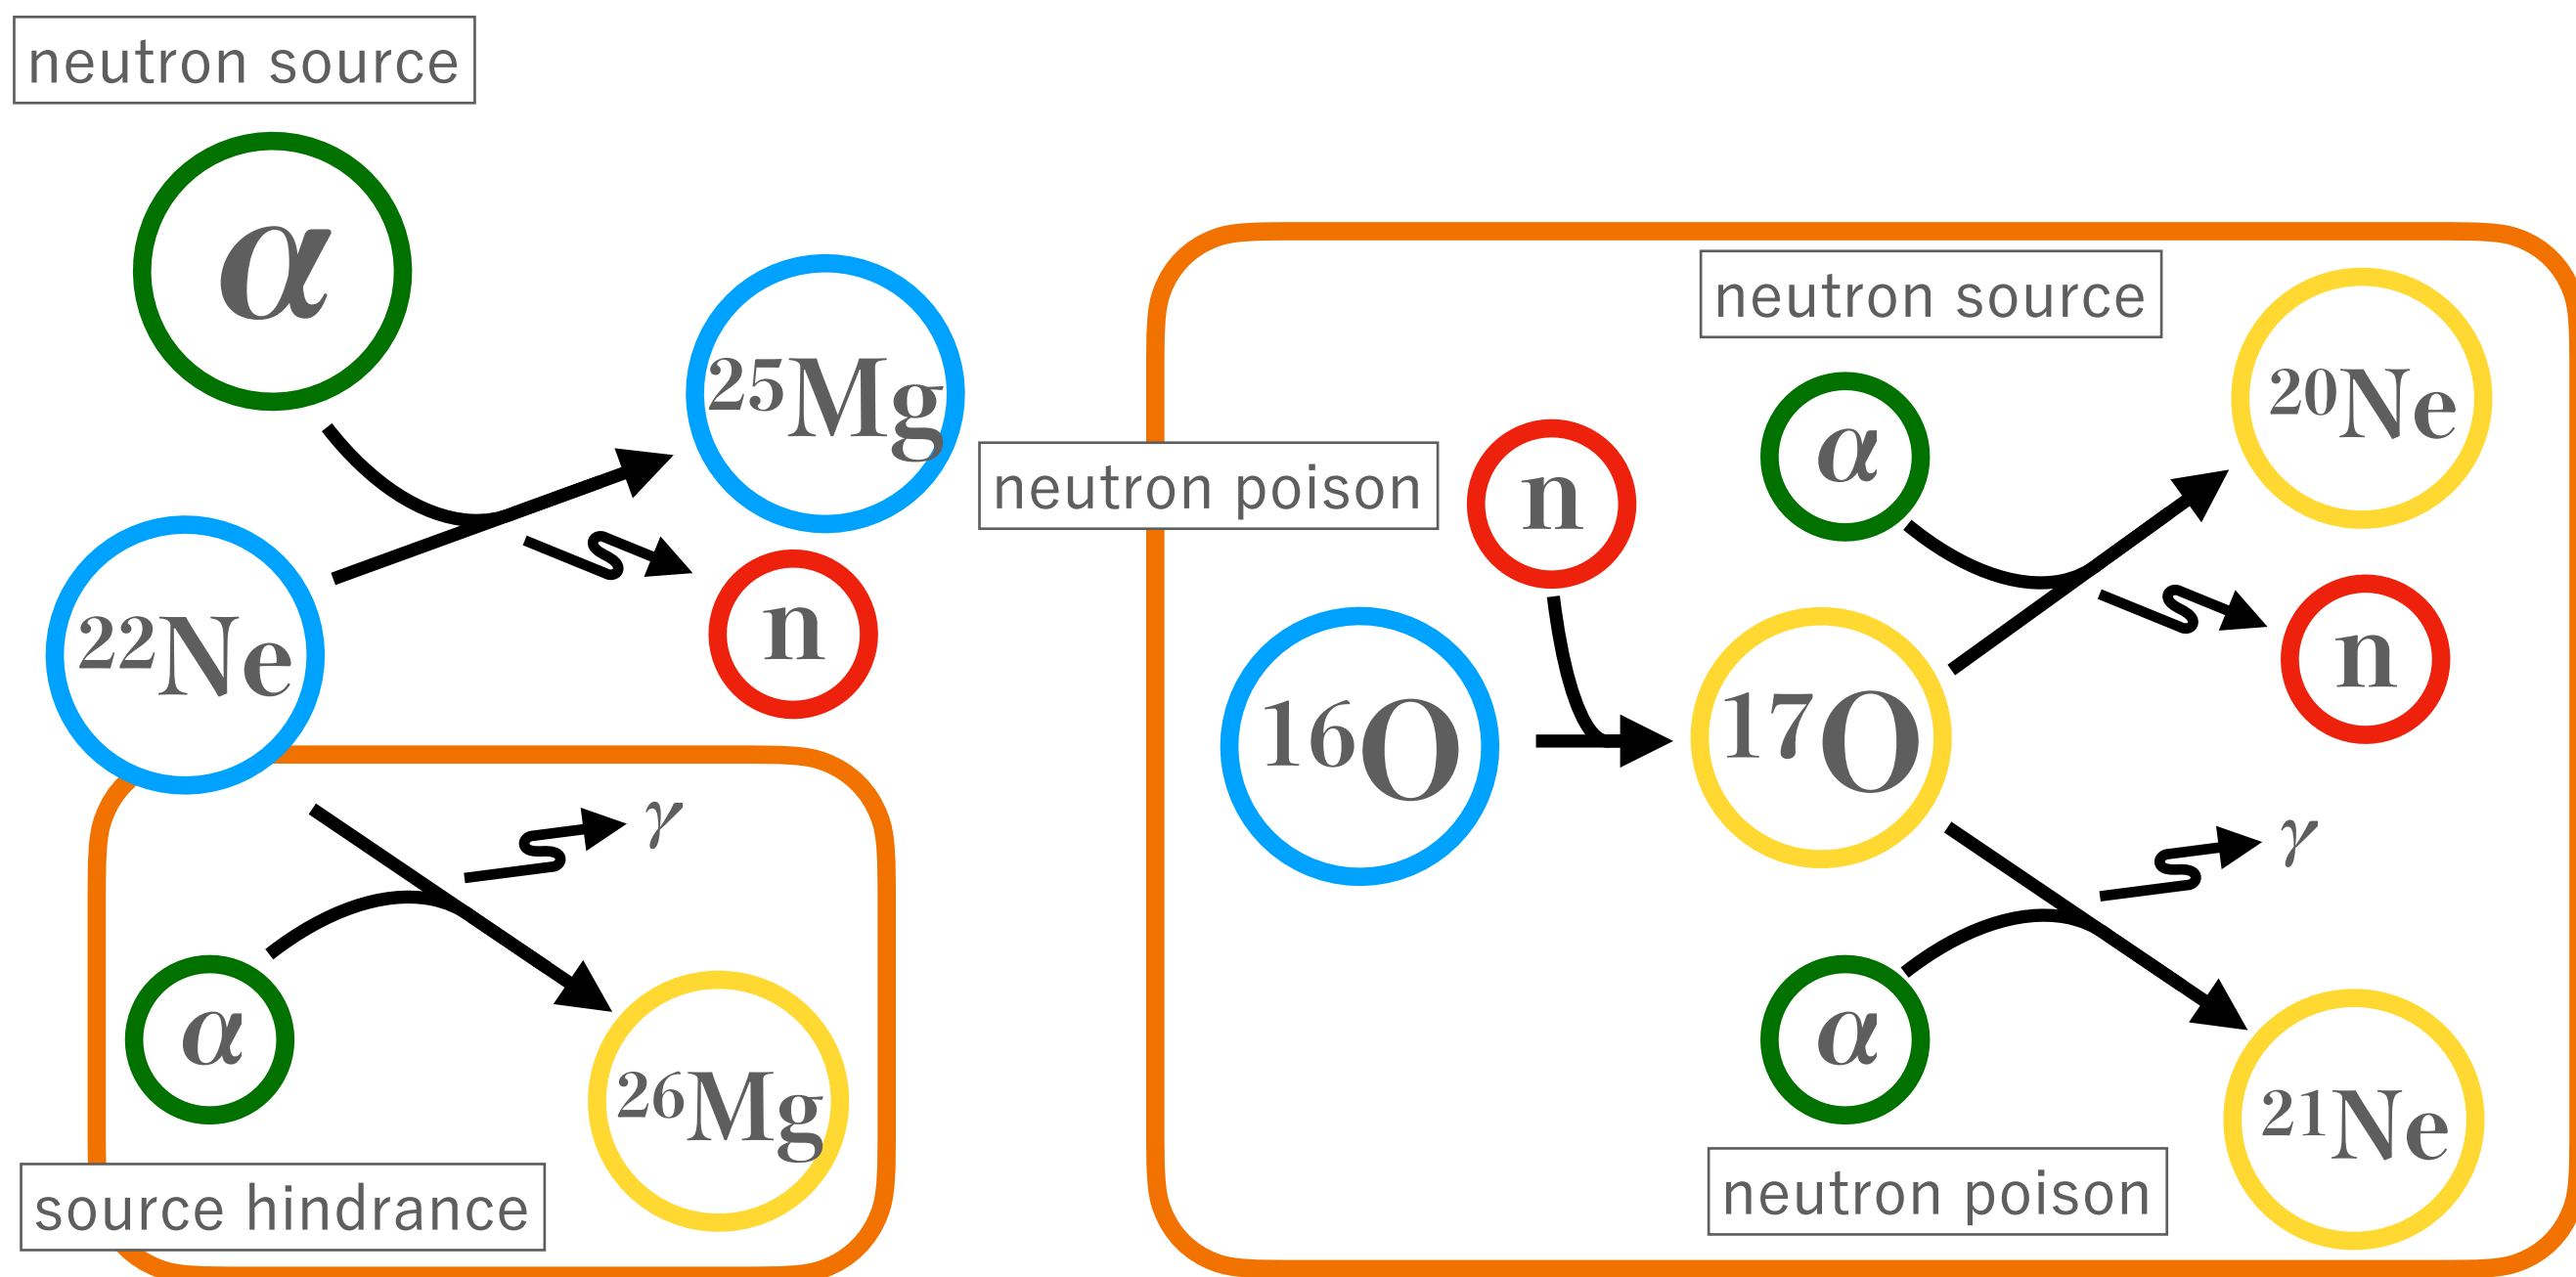 neutron source
α
²⁵Mg
n
²²Ne
γ
α
²⁶Mg
source hindrance
neutron poison
neutron source
n
α
²⁰Ne
n
¹⁶O
¹⁷O
γ
α
²¹Ne
neutron poison